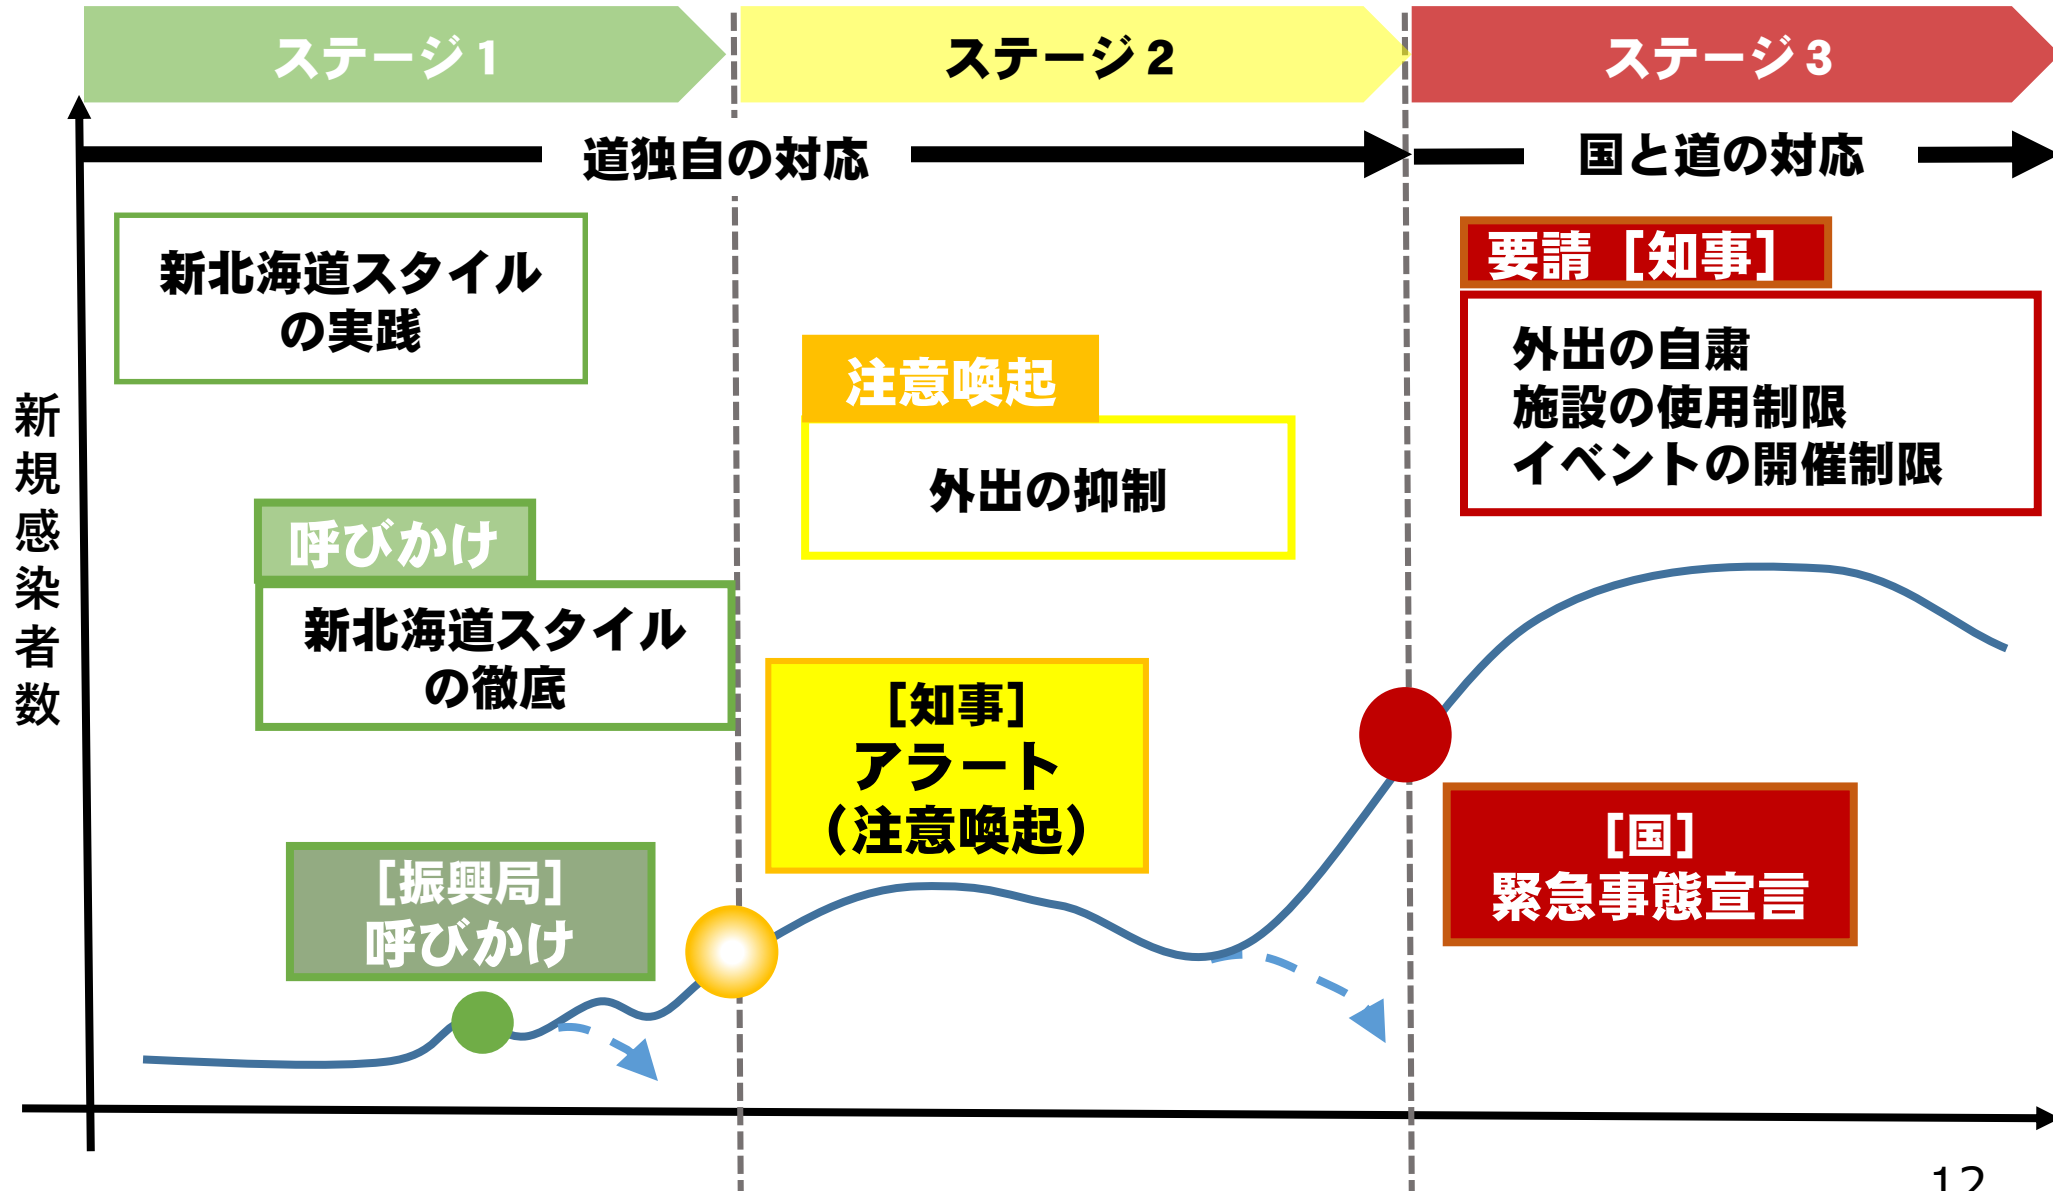 ステージ 1
ステージ 2
ステージ 3
道独自の対応
国と道の対応
新北海道スタイル
の実践
呼びかけ
新北海道スタイル
の徹底
[振興局]
呼びかけ
注意喚起
外出の抑制
[知事]
アラート
(注意喚起)
要請 [知事]
外出の自粛
施設の使用制限
イベントの開催制限
[国]
緊急事態宣言
新規感染者数
12